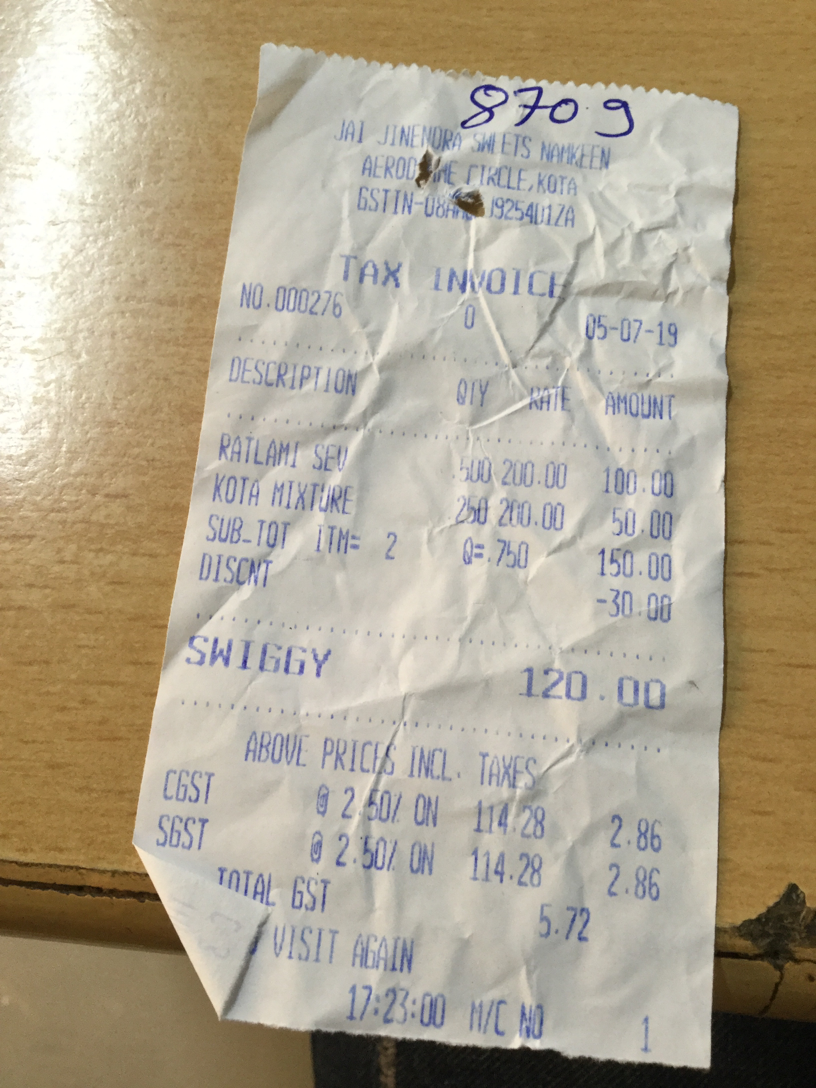 8709
JAI JINENDRA SWEETS NAMKEEN
CIRCLE,KOTA
TAX INVOICE
NO.000276 0 05-07-19
DESCRIPTION QTY RATE AMOUNT
RATLAMI SEV .500 200.00 100.00
KOTA MIXTURE .250 200.00 50.00
SUB-TOT ITM= 2 Q=.750 150.00
DISCNT -30.00
SWIGGY 120.00
ABOVE PRICES INCL. TAXES
CGST @ 2.50% ON 114.28 2.86
SGST @ 2.50% ON 114.28 2.86
TOTAL GST 5.72
VISIT AGAIN
17:23:00 M/C NO 1